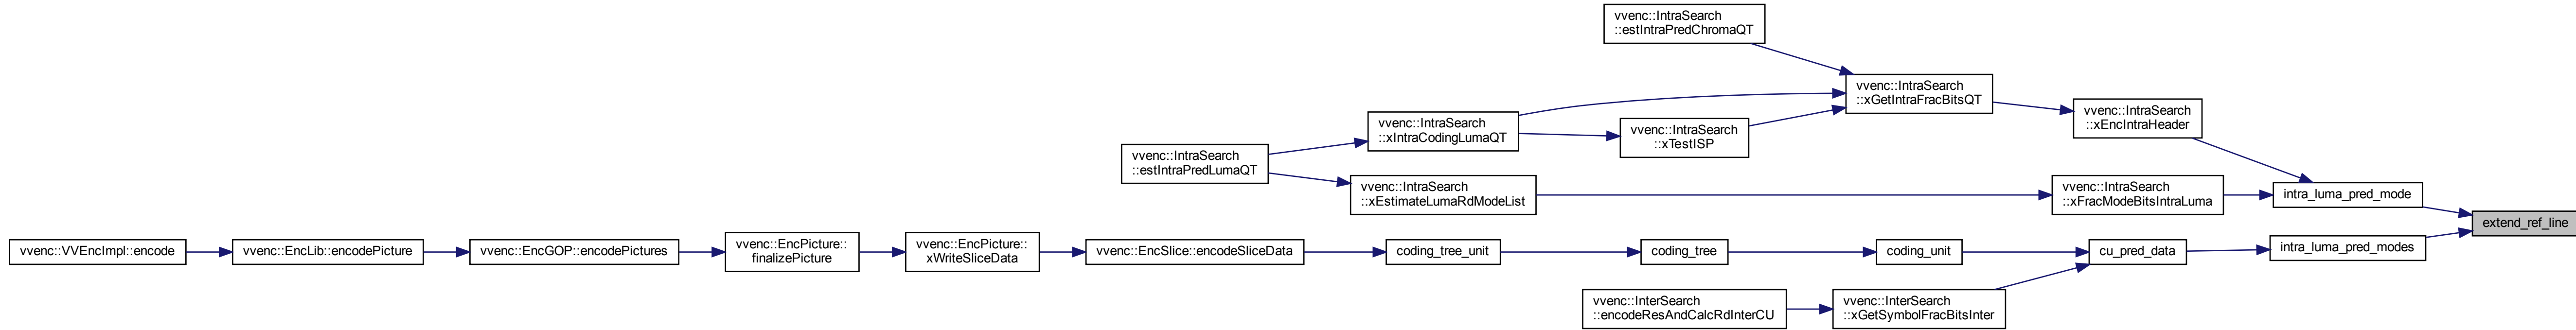 vvenc::IntraSearch
::estIntraPredChromaQT
vvenc::IntraSearch
::xGetIntraFracBitsQT
vvenc::IntraSearch
::xEncIntraHeader
vvenc::IntraSearch
::xIntraCodingLumaQT
vvenc::IntraSearch
::xTestISP
vvenc::IntraSearch
::estIntraPredLumaQT
vvenc::IntraSearch
::xEstimateLumaRdModeList
vvenc::IntraSearch
::xFracModeBitsIntraLuma
intra_luma_pred_mode
extend_ref_line
vvenc::VVEncImpl::encode
vvenc::EncLib::encodePicture
vvenc::EncGOP::encodePictures
vvenc::EncPicture::
finalizePicture
vvenc::EncPicture::
xWriteSliceData
vvenc::EncSlice::encodeSliceData
coding_tree_unit
coding_tree
coding_unit
cu_pred_data
intra_luma_pred_modes
vvenc::InterSearch
::encodeResAndCalcRdInterCU
vvenc::InterSearch
::xGetSymbolFracBitsInter